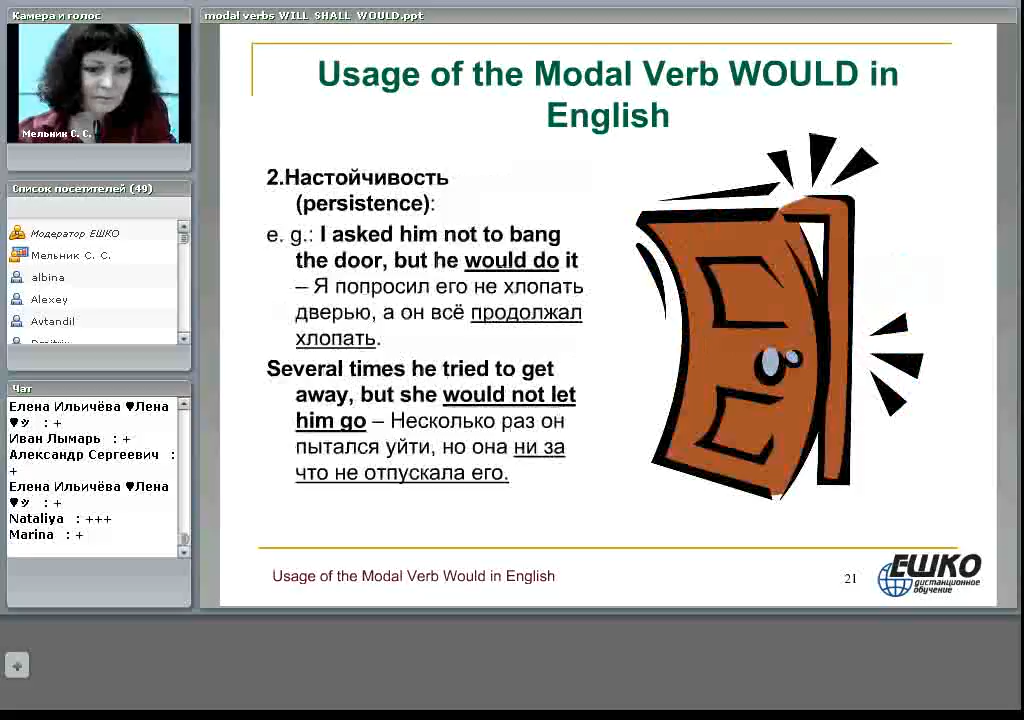 Камера и голос
modal verbs WILL SHALL WOULD.ppt
Мельник С. С.
Список посетителей (49)
Модератор ЕШКО
Мельник С. С.
albina
Alexey
Avtandil
Чат
Елена Ильичёва ♥Лена
♥ッ : +
Иван Лымарь : +
Александр Сергеевич :
+
Елена Ильичёва ♥Лена
♥ッ : +
Nataliya : +++
Marina : +
Usage of the Modal Verb WOULD in
English
2.Настойчивость
(persistence):
e. g.: I asked him not to bang
the door, but he would do it
– Я попросил его не хлопать
дверью, а он всё продолжал
хлопать.
Several times he tried to get
away, but she would not let
him go – Несколько раз он
пытался уйти, но она ни за
что не отпускала его.
Usage of the Modal Verb Would in English
21
ЕШКО
дистанционное
обучение